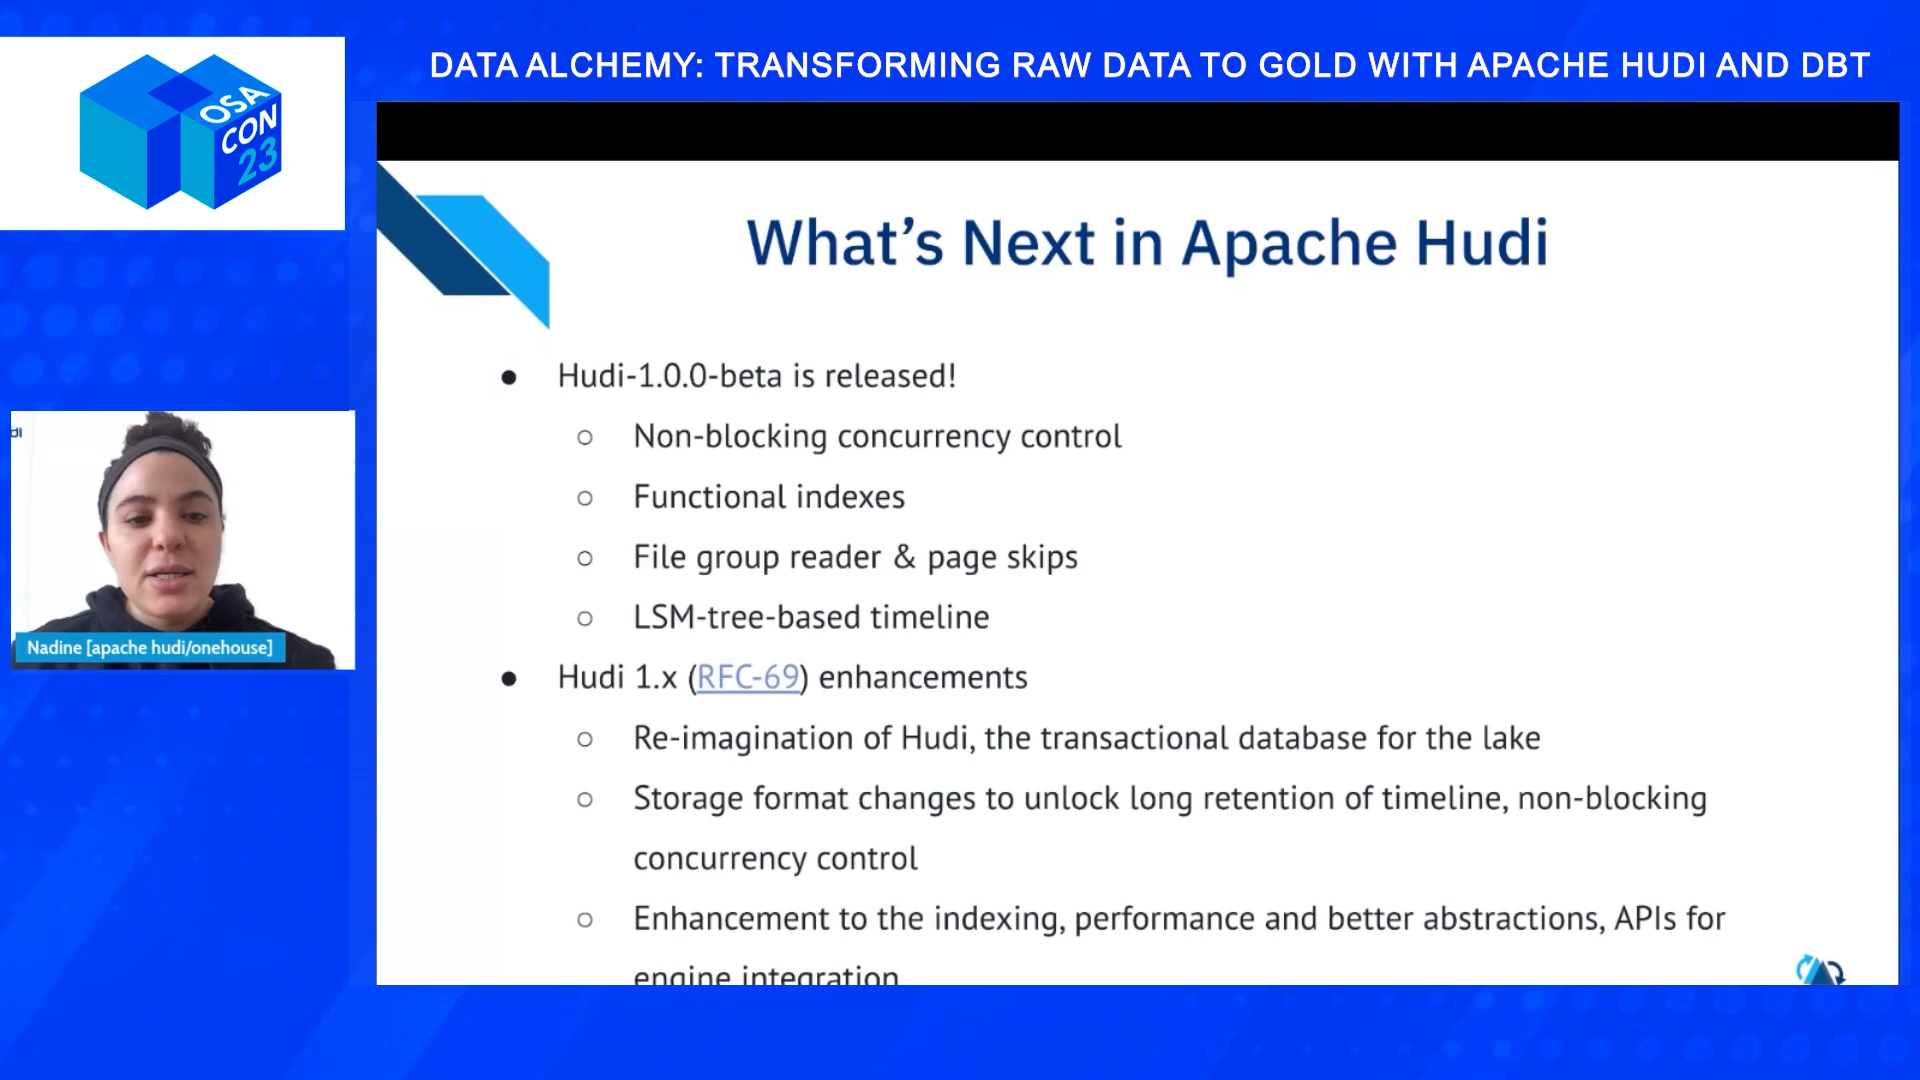 DATA ALCHEMY: TRANSFORMING RAW DATA TO GOLD WITH APACHE HUDI AND DBT
OSA
CON
23
What's Next in Apache Hudi
● Hudi-1.0.0-beta is released!
○ Non-blocking concurrency control
○ Functional indexes
○ File group reader & page skips
○ LSM-tree-based timeline
● Hudi 1.x (RFC-69) enhancements
○ Re-imagination of Hudi, the transactional database for the lake
○ Storage format changes to unlock long retention of timeline, non-blocking
concurrency control
○ Enhancement to the indexing, performance and better abstractions, APIs for
engine integration
di
Nadine [apache hudi/onehouse]